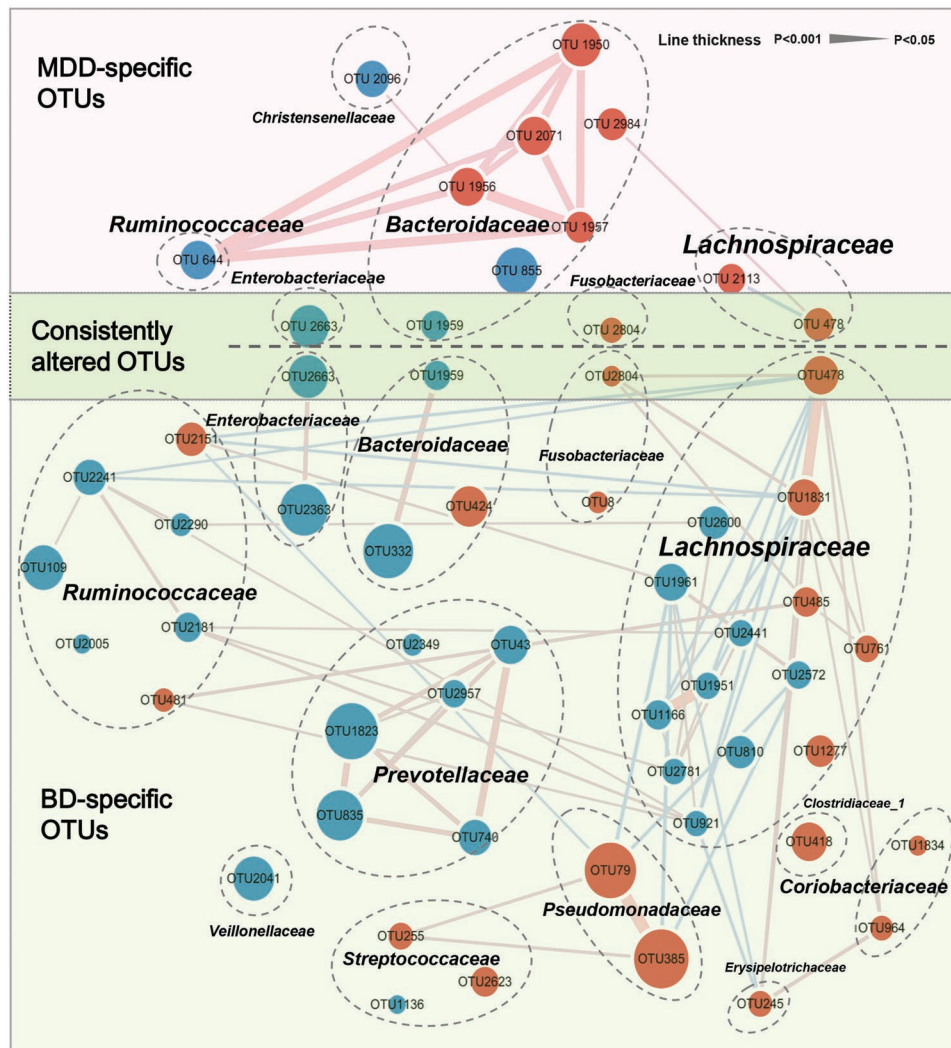 Line thickness P<0.001 P<0.05
MDD-specific
OTUs
OTU 1950
OTU 2096
Christensenellaceae
OTU 2984
OTU 2071
OTU 1956
Ruminococcaceae
Bacteroidaceae
OTU 1957
Lachnospiraceae
OTU 644
Enterobacteriaceae
OTU 855
Fusobacteriaceae
OTU 2113
Consistently
altered OTUs
OTU 2663
OTU 1959
OTU 2804
OTU 478
OTU2663
OTU1959
OTU2804
OTU478
Enterobacteriaceae
OTU2151
Bacteroidaceae
Fusobacteriaceae
OTU2241
OTU2290
OTU2363
OTU424
OTU8
OTU1831
OTU2600
Lachnospiraceae
OTU332
OTU109
Ruminococcaceae
OTU1961
OTU485
OTU2181
OTU2005
OTU2349
OTU43
OTU2441
OTU761
OTU2572
OTU481
OTU2957
OTU1951
OTU1166
OTU1823
OTU810
OTU1277
Prevotellaceae
OTU2781
BD-specific
OTUs
OTU835
OTU740
OTU921
Clostridiaceae_1
OTU418
OTU1834
OTU2041
OTU79
Coriobacteriaceae
Veillonellaceae
Pseudomonadaceae
OTU255
OTU964
Streptococcaceae
OTU385
Erysipelotrichaceae
OTU2623
OTU1136
OTU245